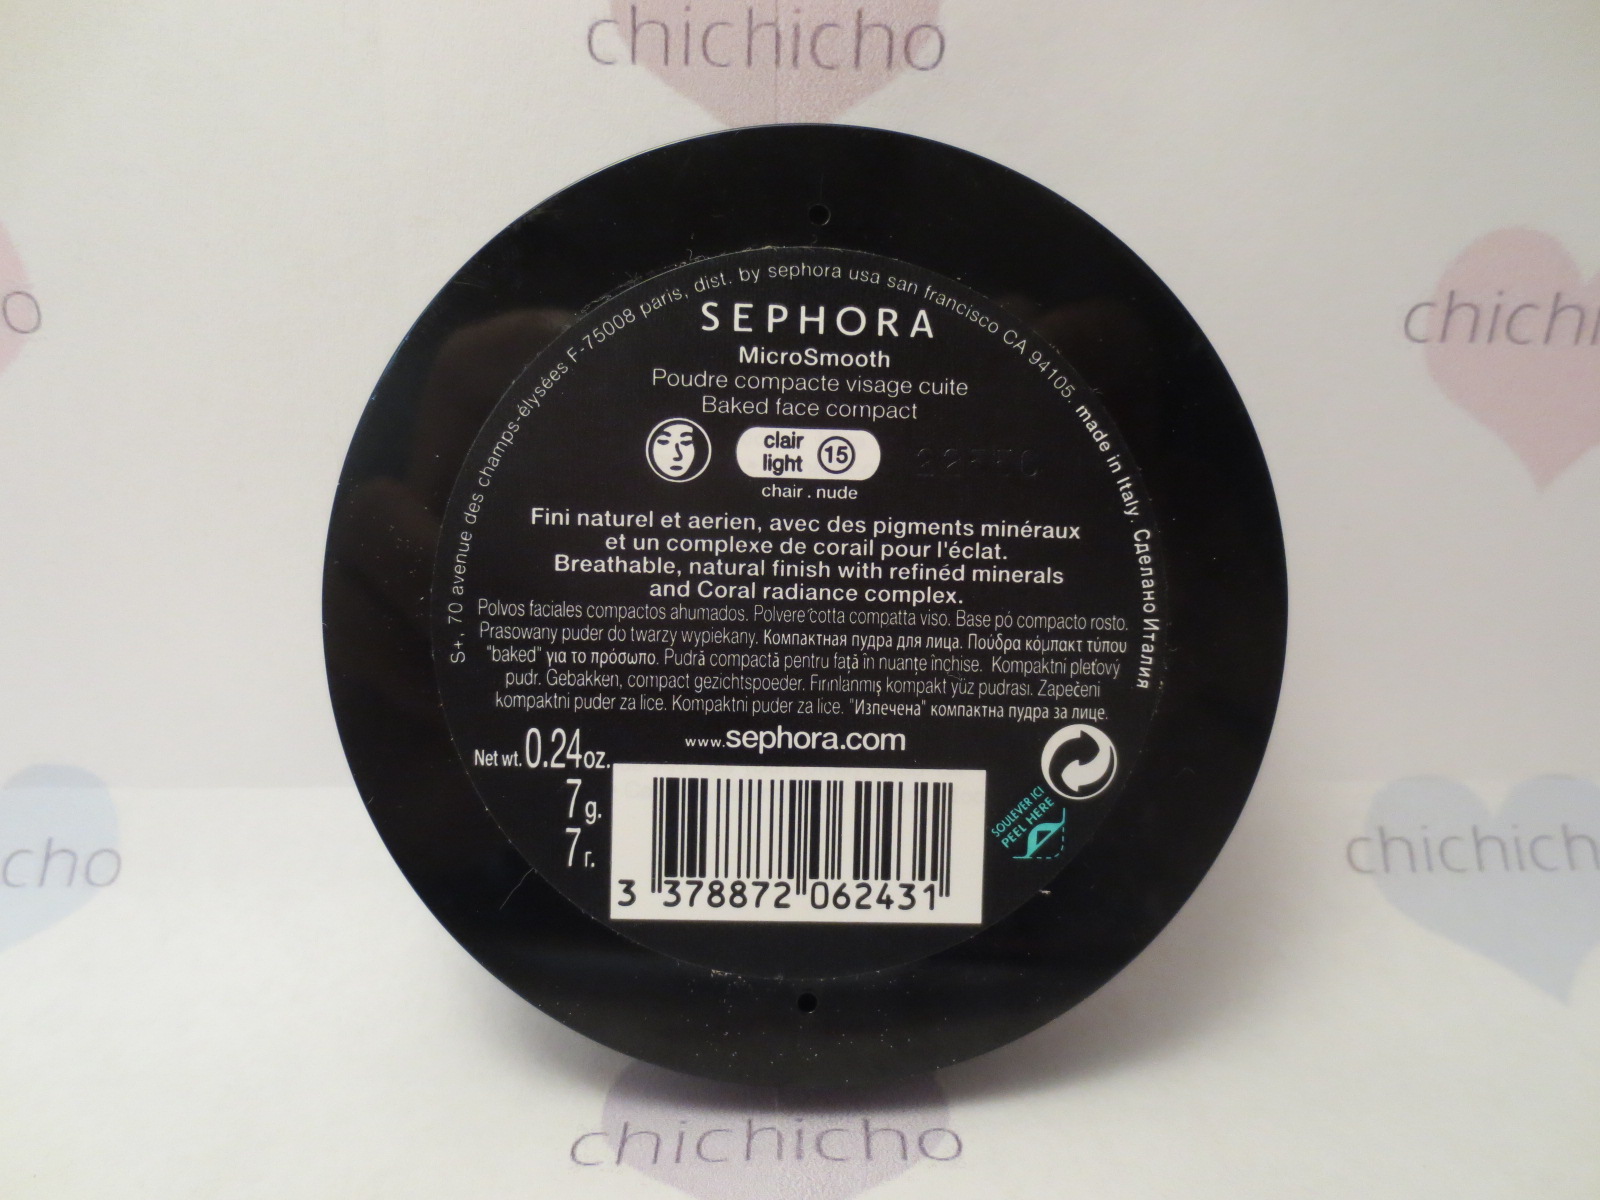 chichicho
S+, 70 avenue des champs-élysées F-75008 paris, dist. by sephora usa san francisco CA 94105. made in Italy. Сделано Италия
SEPHORA
MicroSmooth
Poudre compacte visage cuite
Baked face compact
clair
light 15
chair . nude
Fini naturel et aerien, avec des pigments minéraux
et un complexe de corail pour l'éclat.
Breathable, natural finish with refinéd minerals
and Coral radiance complex.
Polvos faciales compactos ahumados. Polvere cotta compatta viso. Base pó compacto rosto.
Prasowany puder do twarzy wypiekany. Компактная пудра для лица. Πούδρα κόμπακτ τύπου
"baked" για το πρόσωπο. Pudră compactă pentru față în nuanțe închise. Kompaktní pleťový
pudr. Gebakken, compact gezichtspoeder. Fırınlanmış kompakt yüz pudrası. Zapečeni
kompaktni puder za lice. Kompaktni puder za lice. "Изпечена" компактна пудра за лице.
www.sephora.com
Net wt. 0.24oz.
7 g.
7 г.
SOULEVER ICI
PEEL HERE
3 378872 062431
chichi
cho
chichich
o
chichicho